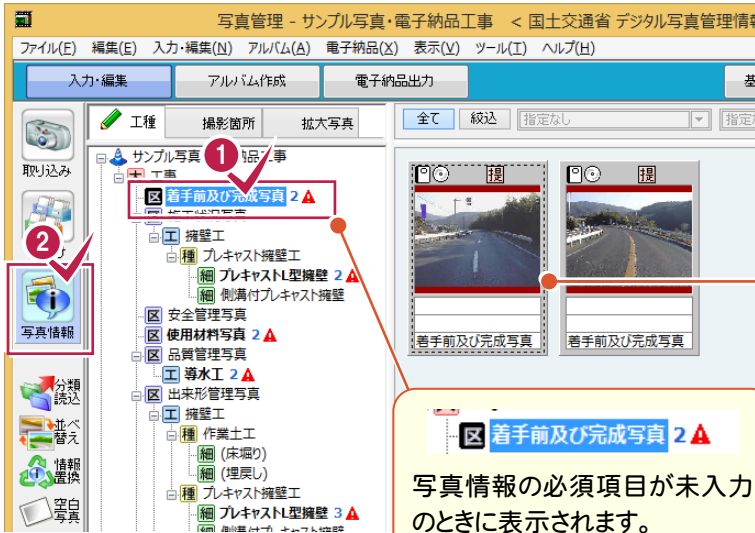 写真管理 - サンプル写真・電子納品工事 < 国土交通省 デジタル写真管理情報
ファイル(F) 編集(E) 入力・編集(N) アルバム(A) 電子納品(X) 表示(V) ツール(T) ヘルプ(H)
入力・編集 アルバム作成 電子納品出力
工種 撮影箇所 拡大写真
全て 絞込 指定なし
取り込み
写真情報
分類読込
並べ替え
情報置換
空白写真
1
2
サンプル写真
工事
区 着手前及び完成写真 2
工 擁壁工
種 プレキャスト擁壁工
細 プレキャストL型擁壁 2
細 側溝付プレキャスト擁壁
区 安全管理写真
区 使用材料写真 2
区 品質管理写真
工 導水工 2
区 出来形管理写真
工 擁壁工
種 作業土工
細 (床堀り)
細 (埋戻し)
種 プレキャスト擁壁工
細 プレキャストL型擁壁 3
提
着手前及び完成写真
提
着手前及び完成写真
区 着手前及び完成写真 2
写真情報の必須項目が未入力
のときに表示されます。